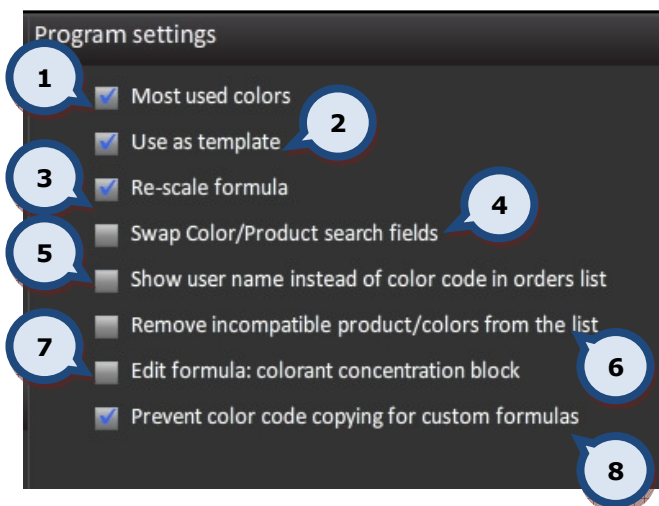 Program settings
1
Most used colors
2
Use as template
3
Re-scale formula
4
Swap Color/Product search fields
5
Show user name instead of color code in orders list
Remove incompatible product/colors from the list
6
7
Edit formula: colorant concentration block
Prevent color code copying for custom formulas
8